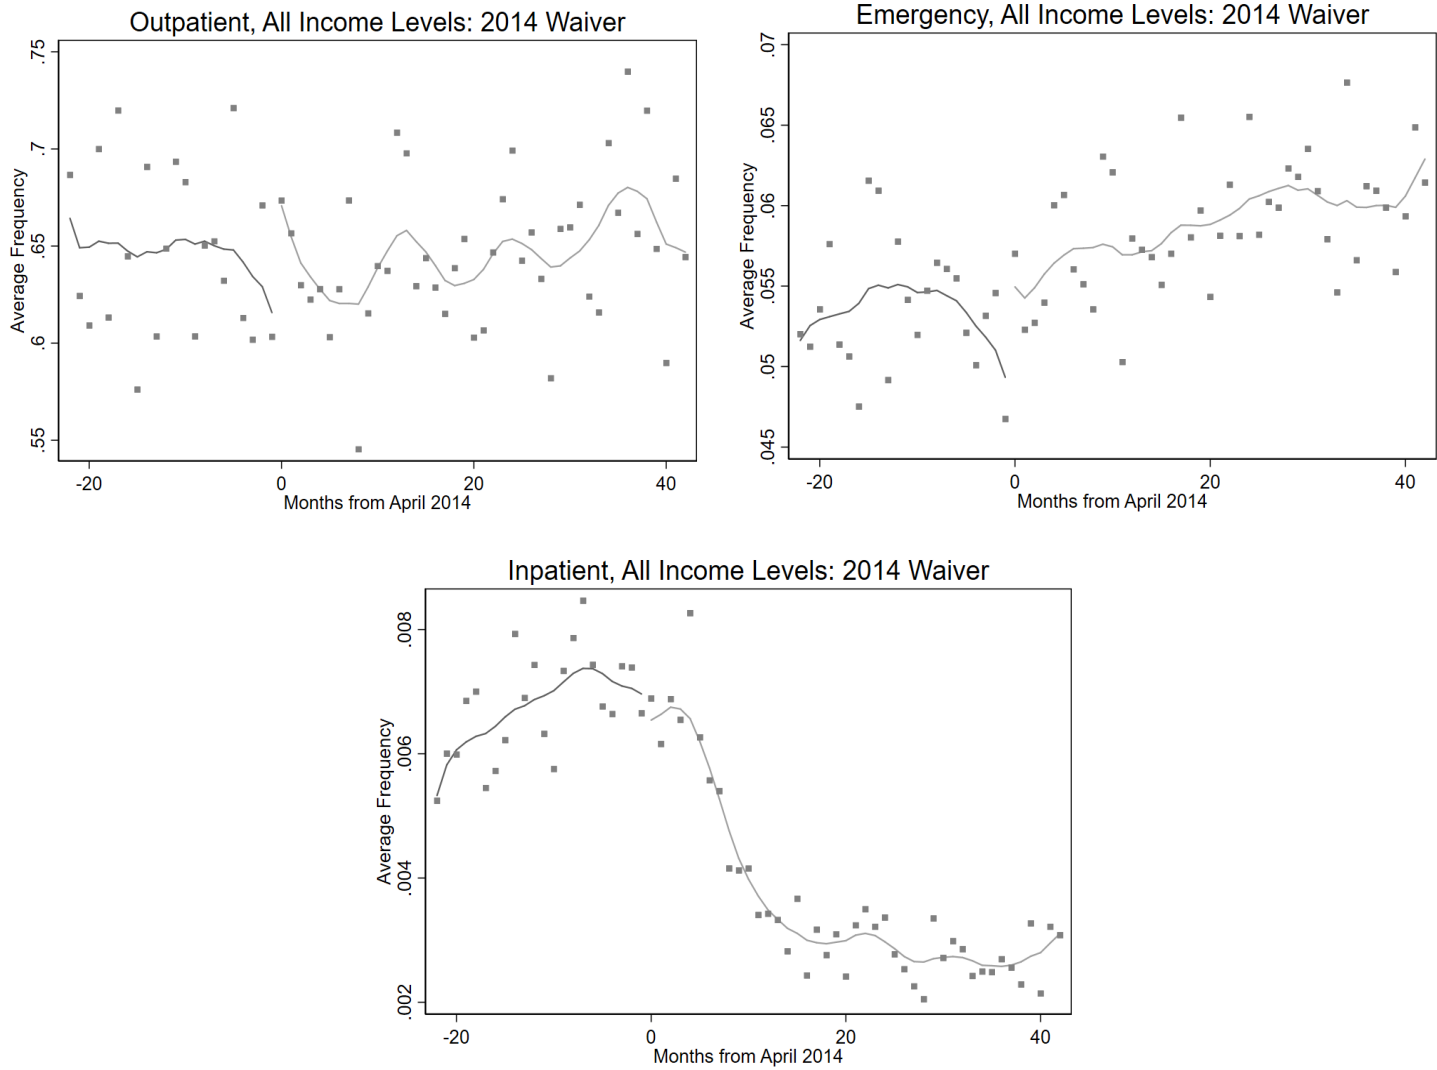 Outpatient, All Income Levels: 2014 Waiver
Average Frequency
.75
.7
.65
.6
.55
-20 0 20 40
Months from April 2014
Emergency, All Income Levels: 2014 Waiver
Average Frequency
.07
.065
.06
.055
.05
.045
-20 0 20 40
Months from April 2014
Inpatient, All Income Levels: 2014 Waiver
Average Frequency
.008
.006
.004
.002
-20 0 20 40
Months from April 2014